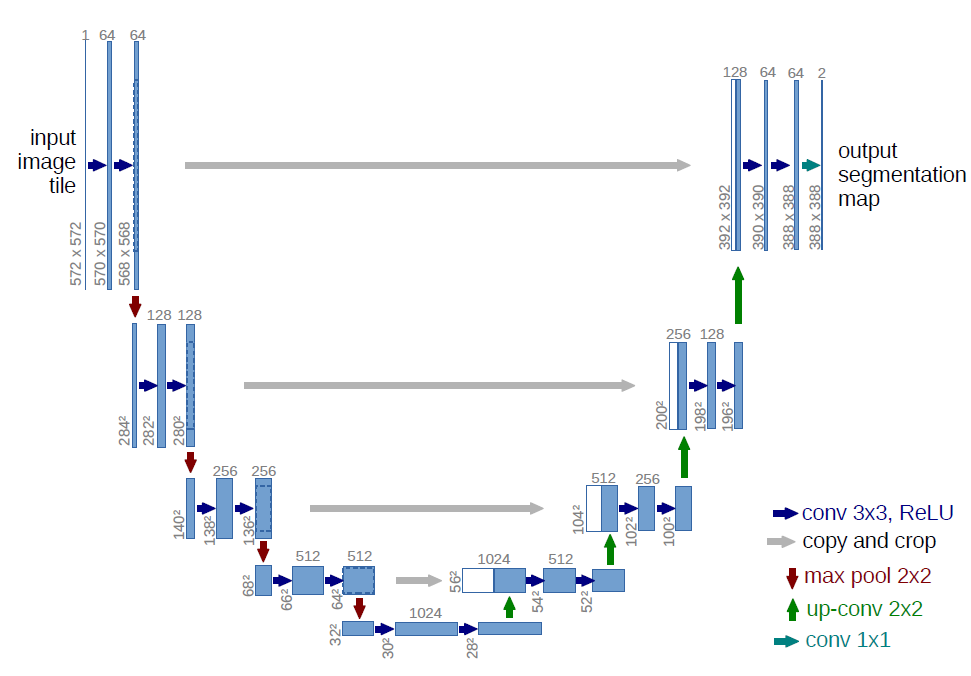 1 64 64
128 64 64 2
input
image
tile
output
segmentation
map
572 x 572
570 x 570
568 x 568
392 x 392
390 x 390
388 x 388
388 x 388
128 128
256 128
284²
282²
280²
200²
198²
196²
256 256
512 256
140²
138²
136²
104²
102²
100²
512 512
1024 512
68²
66²
64²
56²
54²
52²
1024
32²
30²
28²
conv 3x3, ReLU
copy and crop
max pool 2x2
up-conv 2x2
conv 1x1